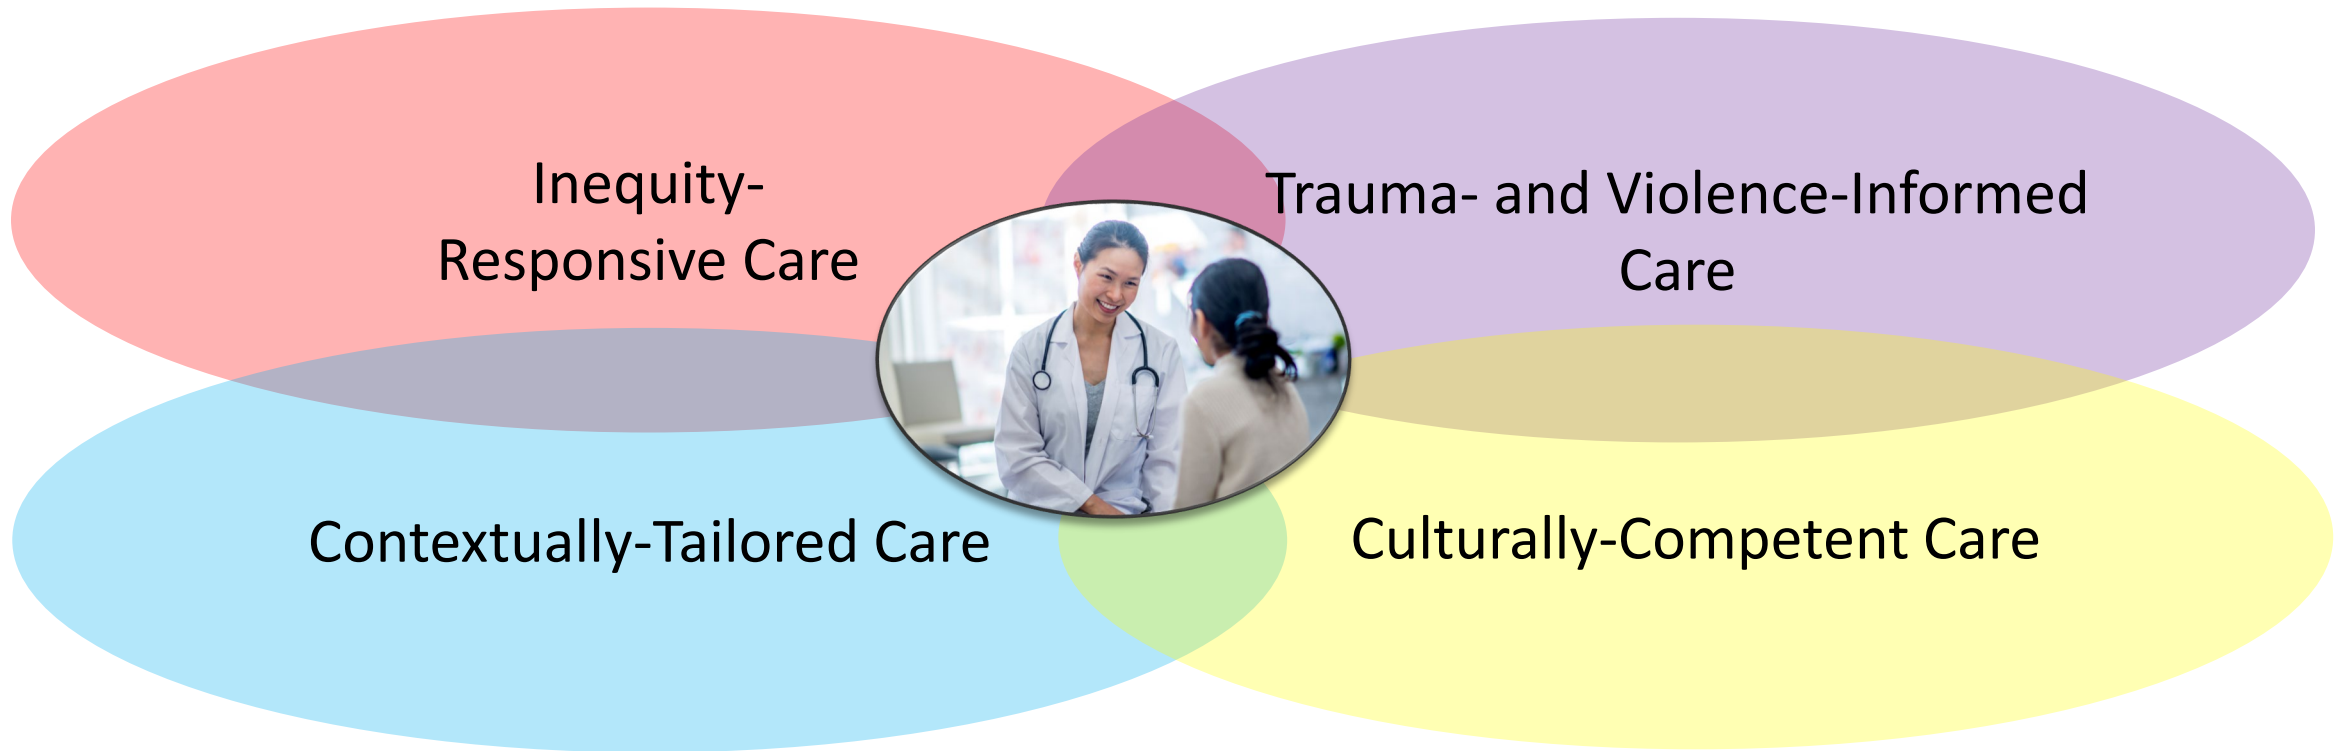 Inequity-
Responsive Care
Trauma- and Violence-Informed
Care
Contextually-Tailored Care
Culturally-Competent Care